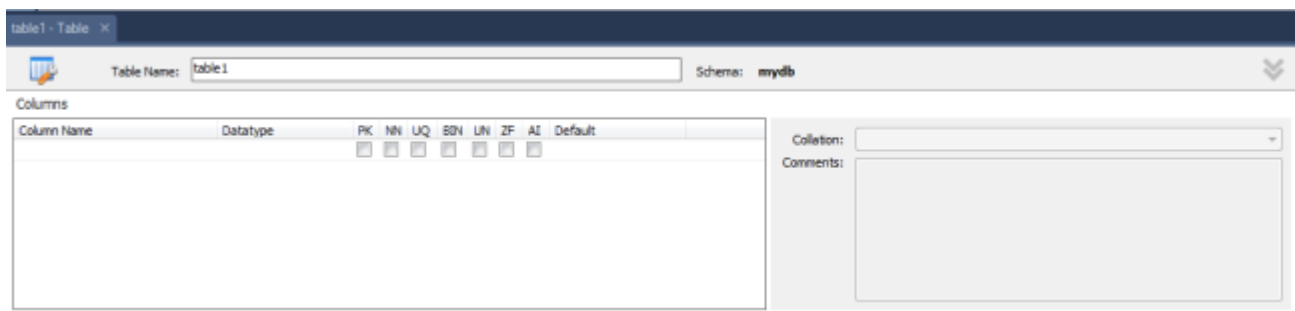 table1 - Table ×
Table Name: table1 Schema: mydb
Columns
Column Name Datatype PK NN UQ BIN UN ZF AI Default
Collation:
Comments: